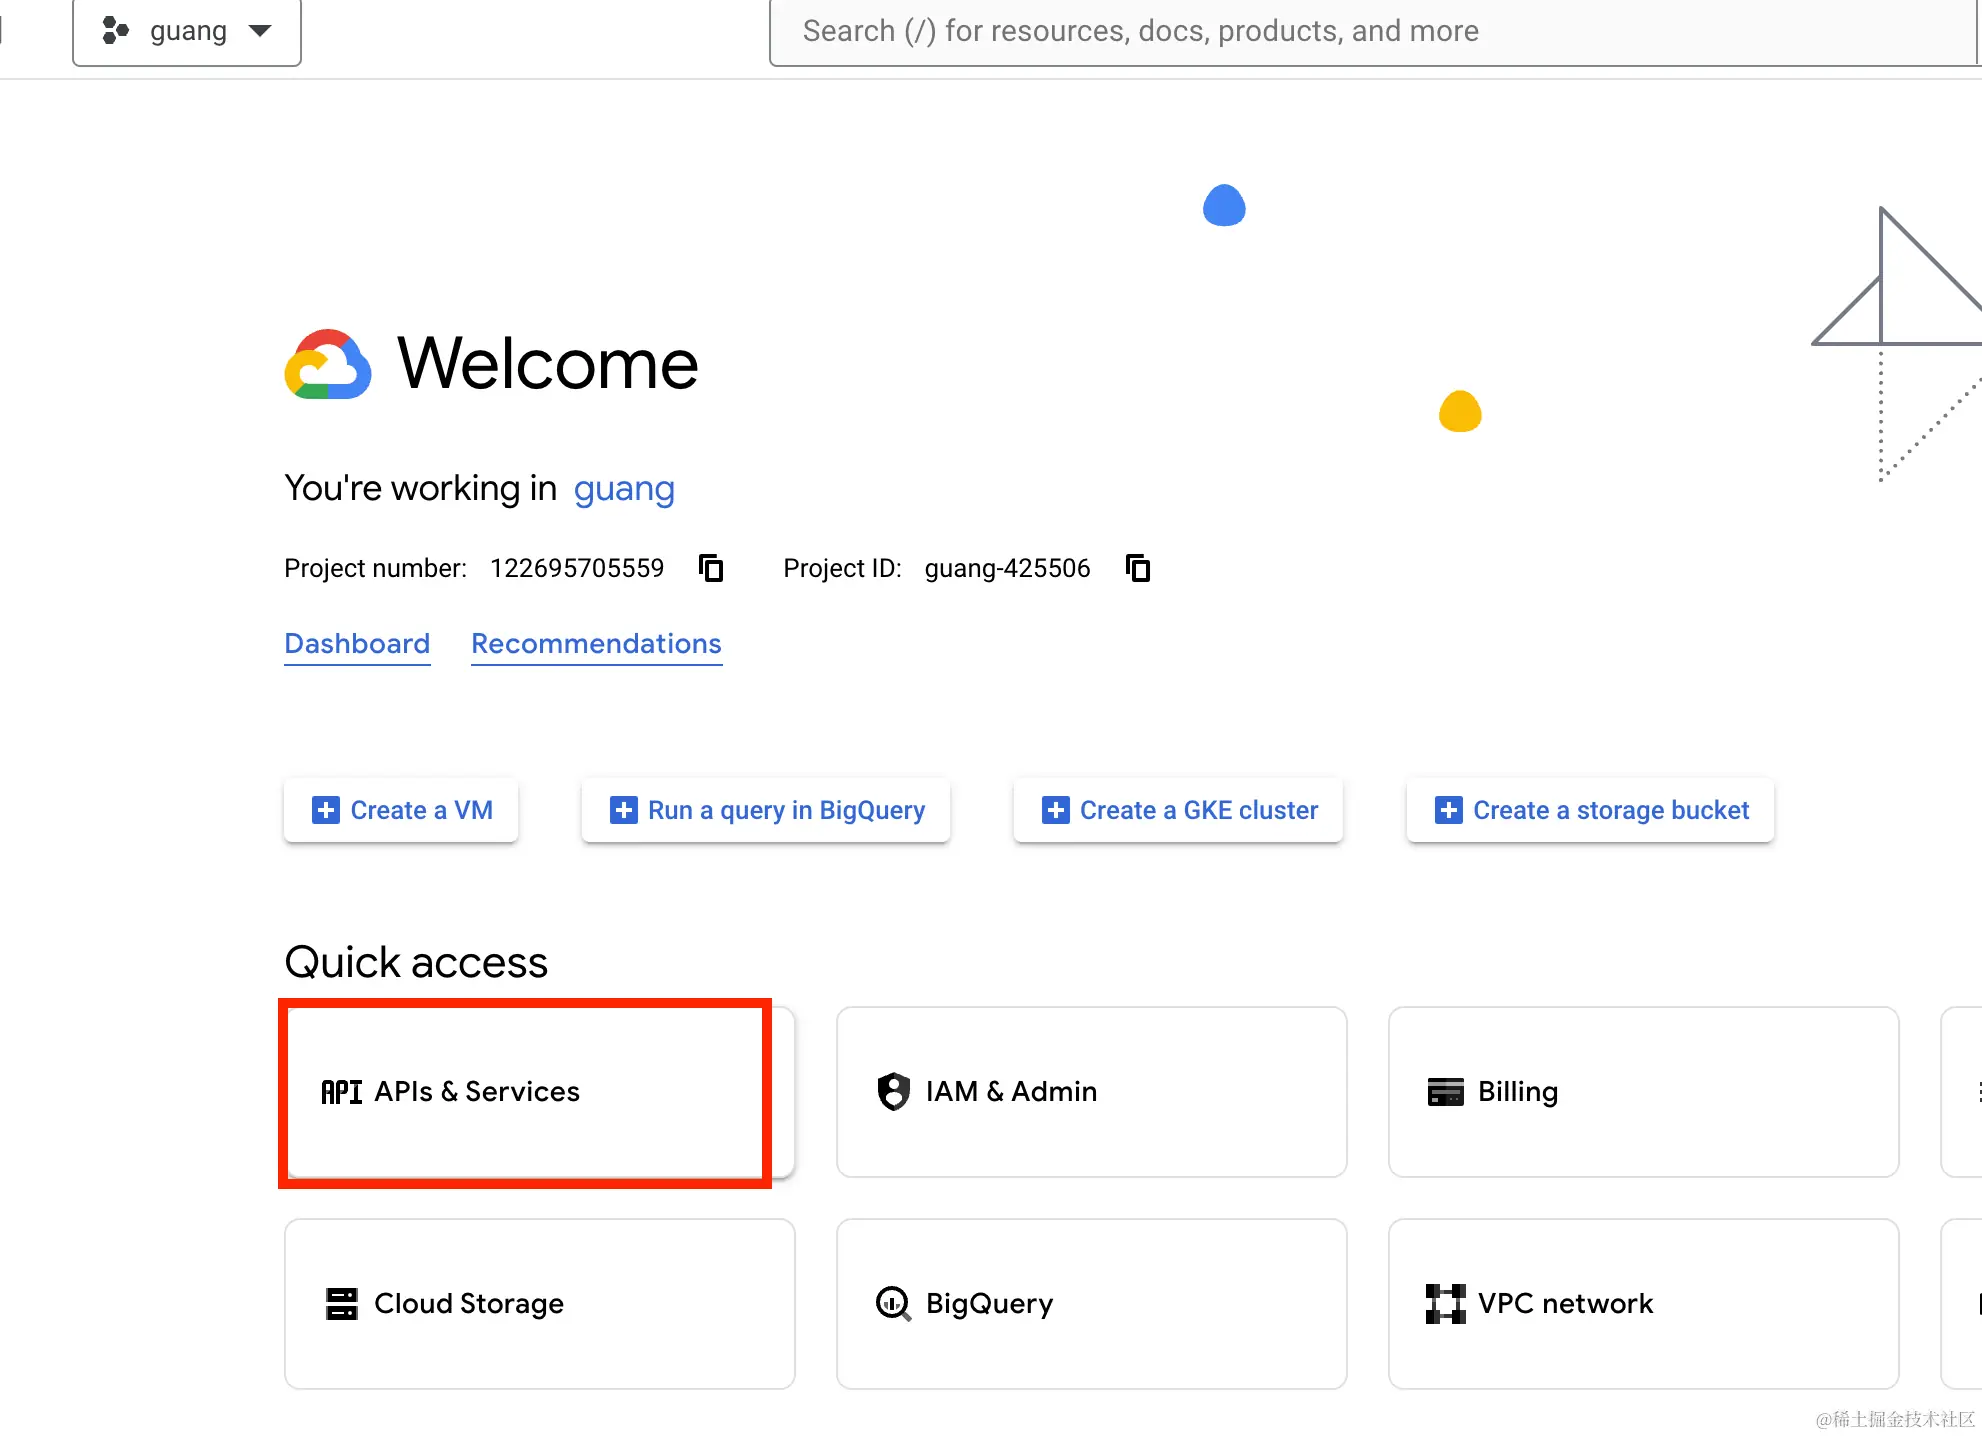 guang
Search (/) for resources, docs, products, and more
Welcome
You're working in guang
Project number: 122695705559 Project ID: guang-425506
Dashboard Recommendations
Create a VM Run a query in BigQuery Create a GKE cluster Create a storage bucket
Quick access
API APIs & Services IAM & Admin Billing
Cloud Storage BigQuery VPC network
@稀土掘金技术社区